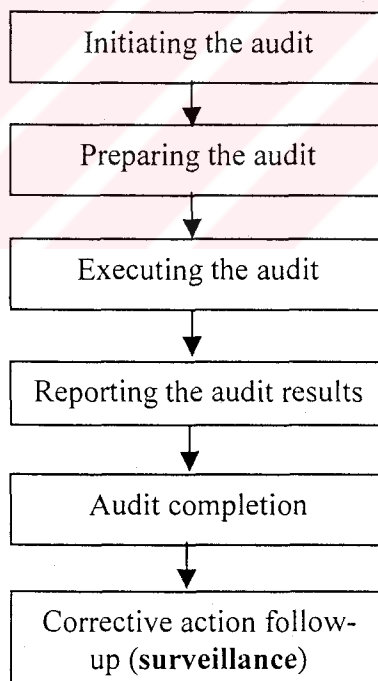 Initiating the audit
Preparing the audit
Executing the audit
Reporting the audit results
Audit completion
Corrective action follow-
up (surveillance)